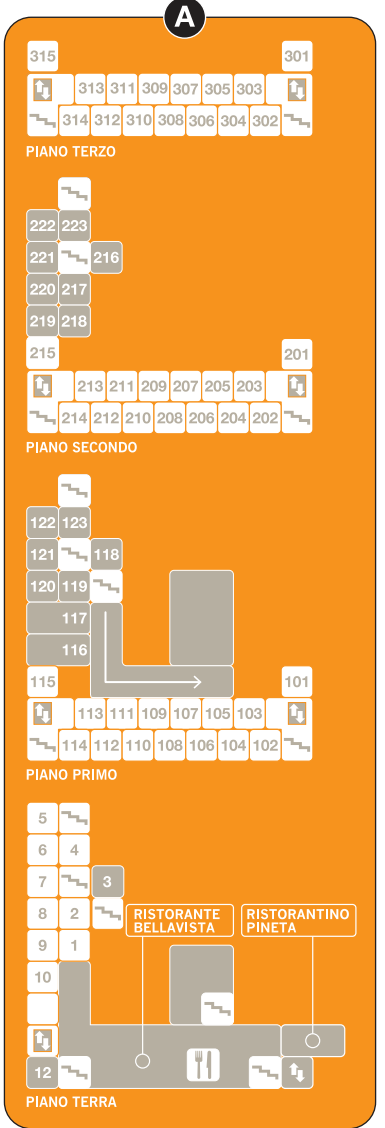 A
315 301
313 311 309 307 305 303
314 312 310 308 306 304 302
PIANO TERZO
222 223
221 216
220 217
219 218
215 201
213 211 209 207 205 203
214 212 210 208 206 204 202
PIANO SECONDO
122 123
121 118
120 119
117
116
115 101
113 111 109 107 105 103
114 112 110 108 106 104 102
PIANO PRIMO
5
6 4
7 3
8 2
RISTORANTE
BELLAVISTA
RISTORANTINO
PINETA
9 1
10
12
PIANO TERRA